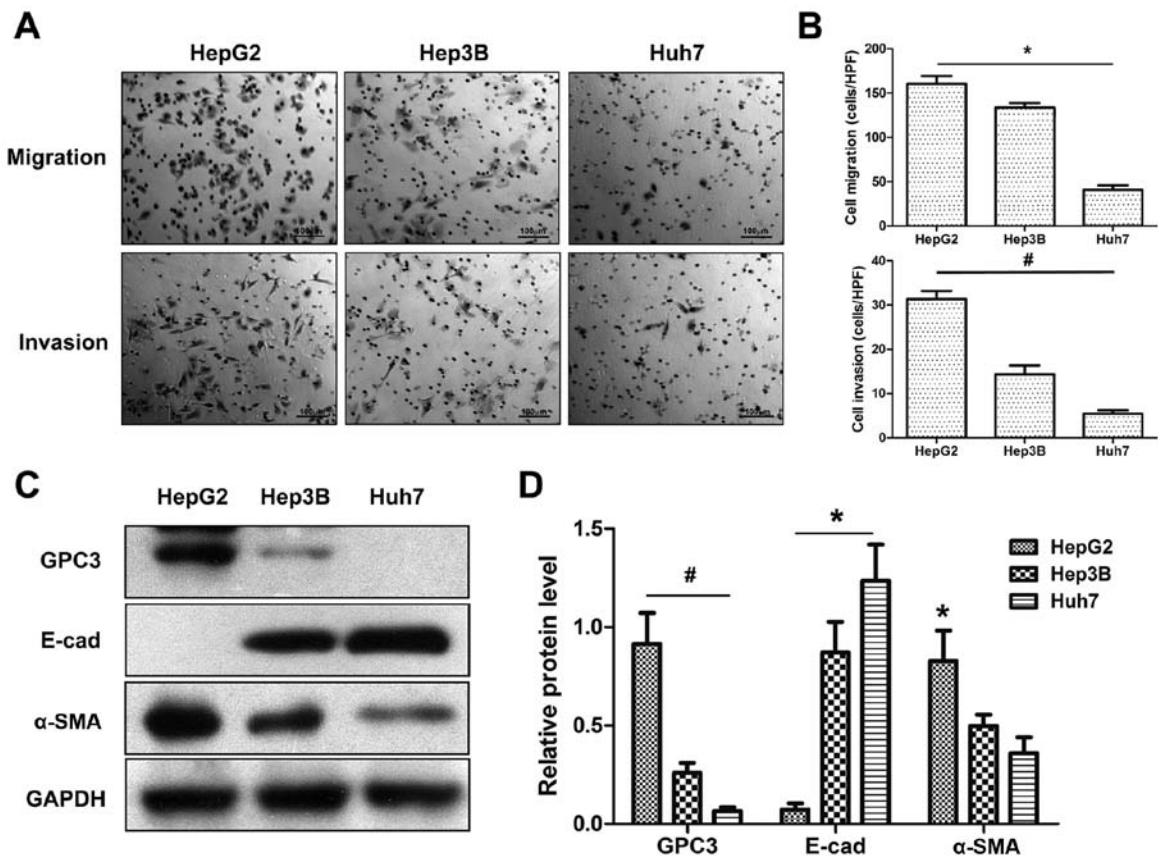 A
HepG2 Hep3B Huh7
Migration
100μm 100μm 100μm
Invasion
100μm 100μm 100μm
B
Cell migration (cells/HPF)
200
150
100
50
0
*
HepG2 Hep3B Huh7
Cell invasion (cells/HPF)
40
30
20
10
0
#
HepG2 Hep3B Huh7
C
HepG2 Hep3B Huh7
GPC3
E-cad
α-SMA
GAPDH
D
Relative protein level
1.5
1.0
0.5
0.0
#
*
*
HepG2
Hep3B
Huh7
GPC3 E-cad α-SMA